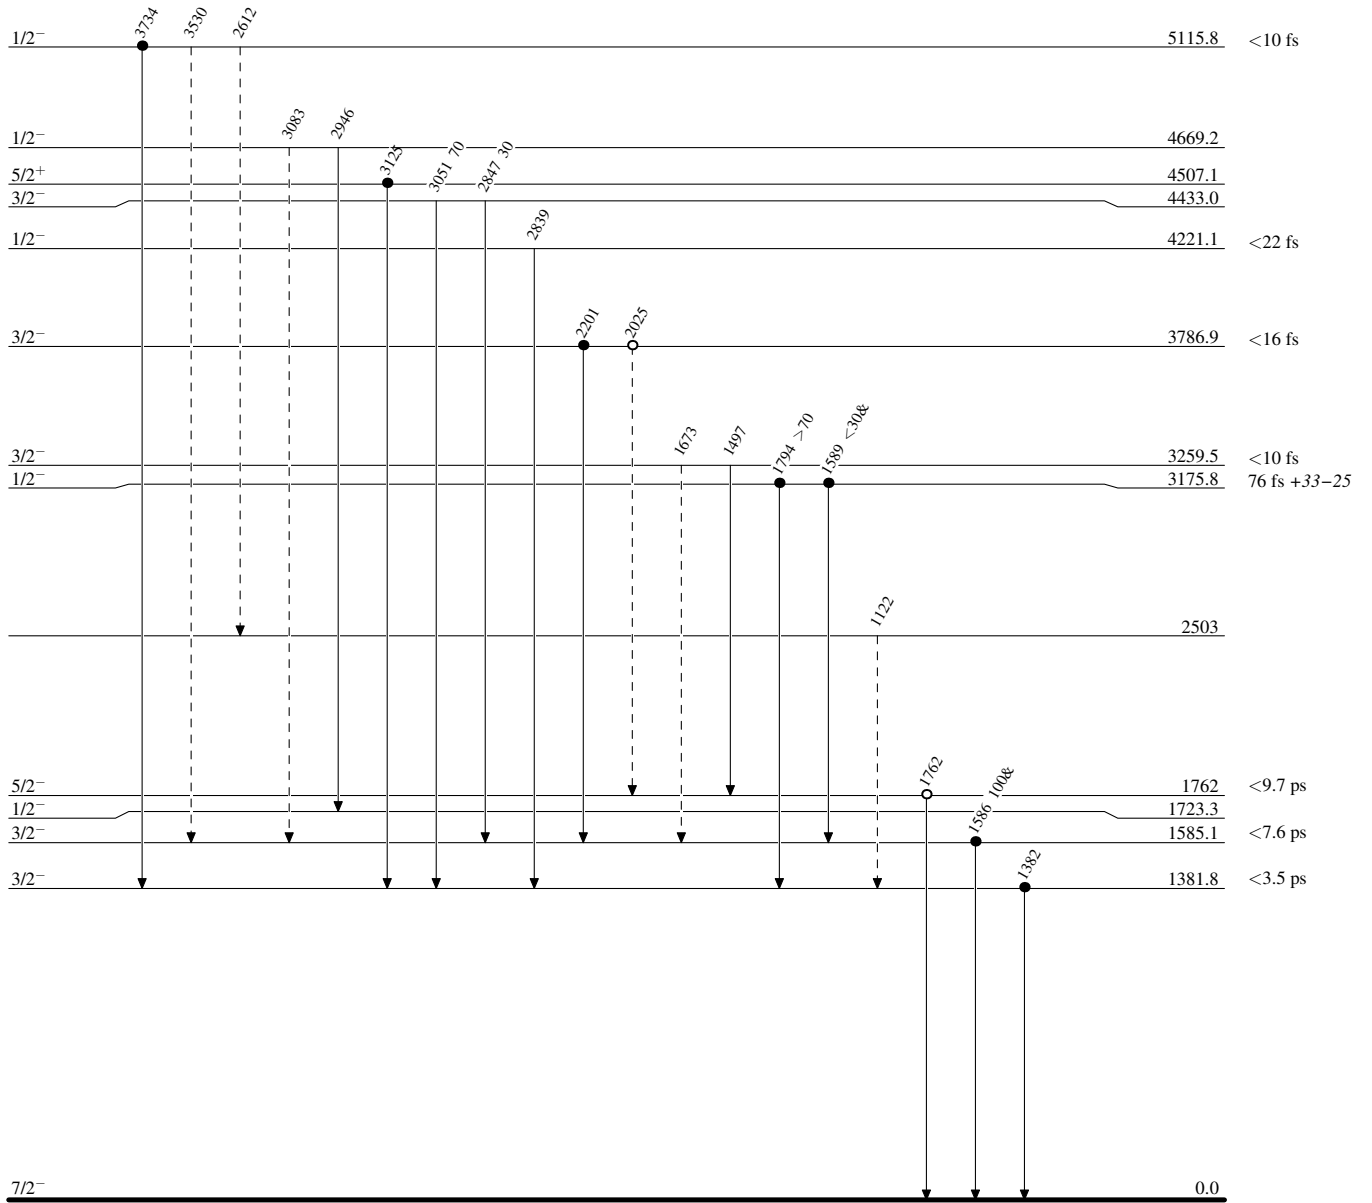 3734 3530 2612
1/2⁻ 5115.8 <10 fs
3083 2946
1/2⁻ 4669.2
3125 3051 70 2847 30
5/2⁺ 4507.1
3/2⁻ 4433.0
2839
1/2⁻ 4221.1 <22 fs
2201 2025
3/2⁻ 3786.9 <16 fs
1673 1497 1794 >70 1589 <30&
3/2⁻ 3259.5 <10 fs
1/2⁻ 3175.8 76 fs +33−25
1122
2503
1762
5/2⁻ 1762 <9.7 ps
1/2⁻ 1723.3
1586 100&
3/2⁻ 1585.1 <7.6 ps
1382
3/2⁻ 1381.8 <3.5 ps
7/2⁻ 0.0